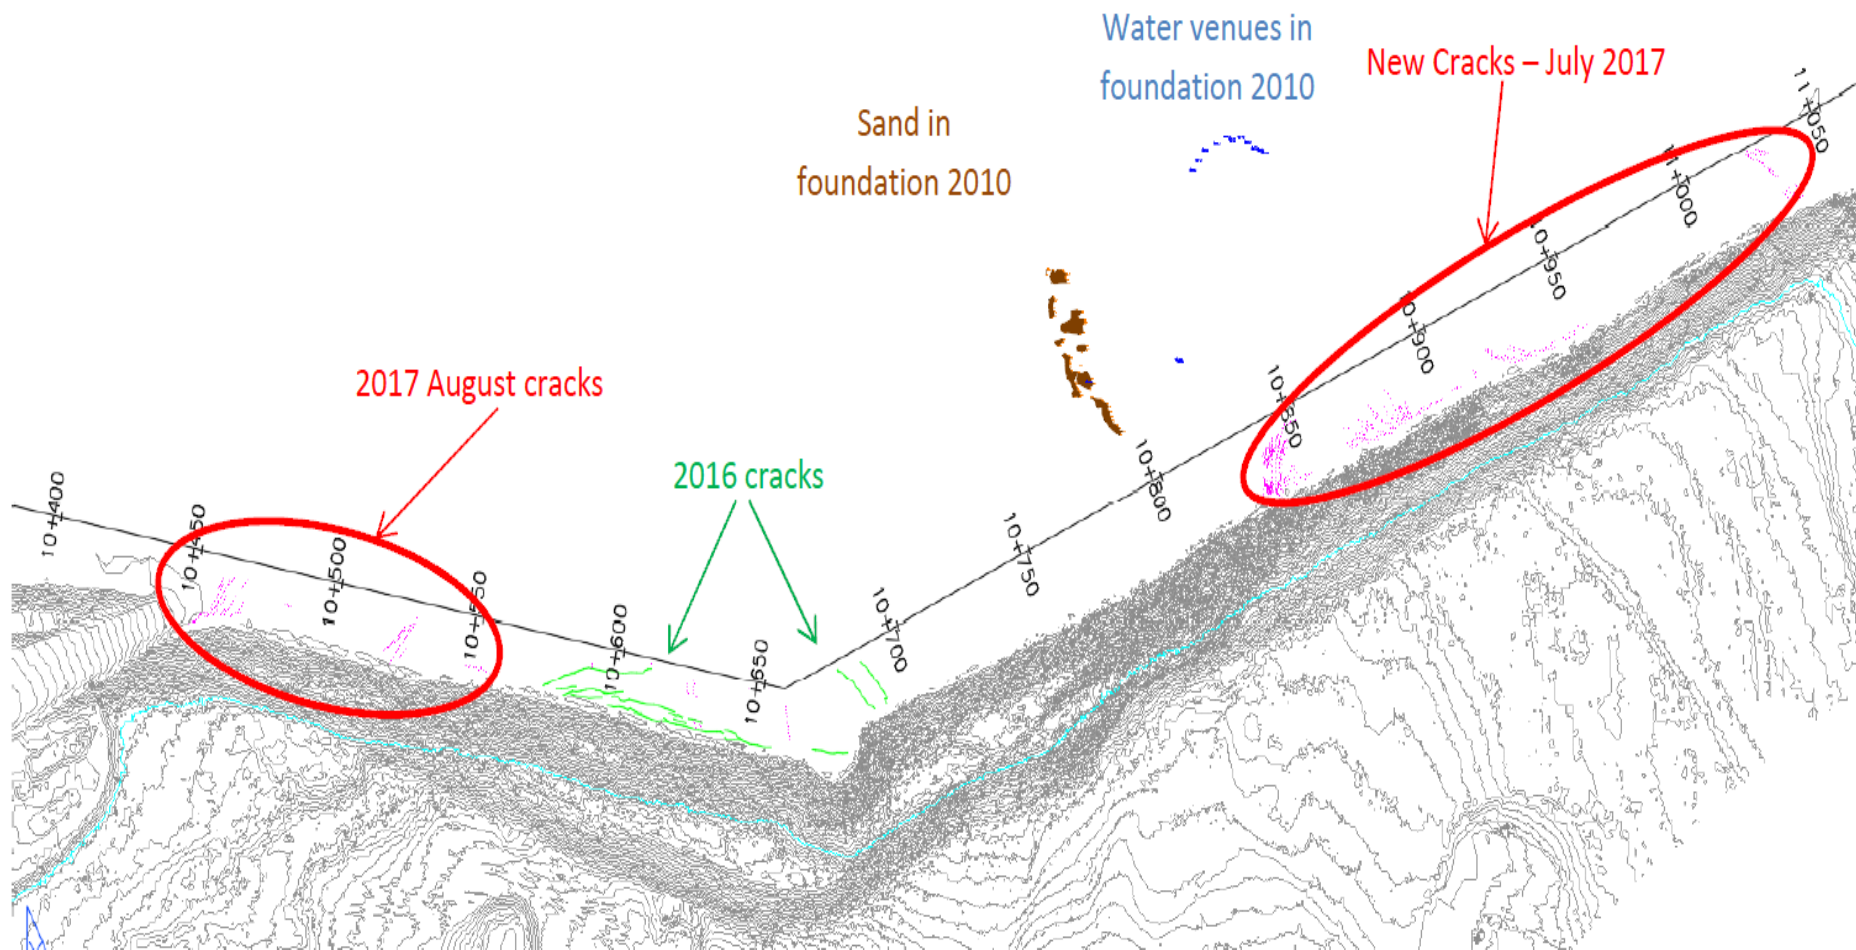 Water venues in
foundation 2010
New Cracks – July 2017
Sand in
foundation 2010
2017 August cracks
2016 cracks
10+400
10+450
10+500
10+550
10+600
10+650
10+700
10+750
10+800
10+850
10+900
10+950
11+000
11+050